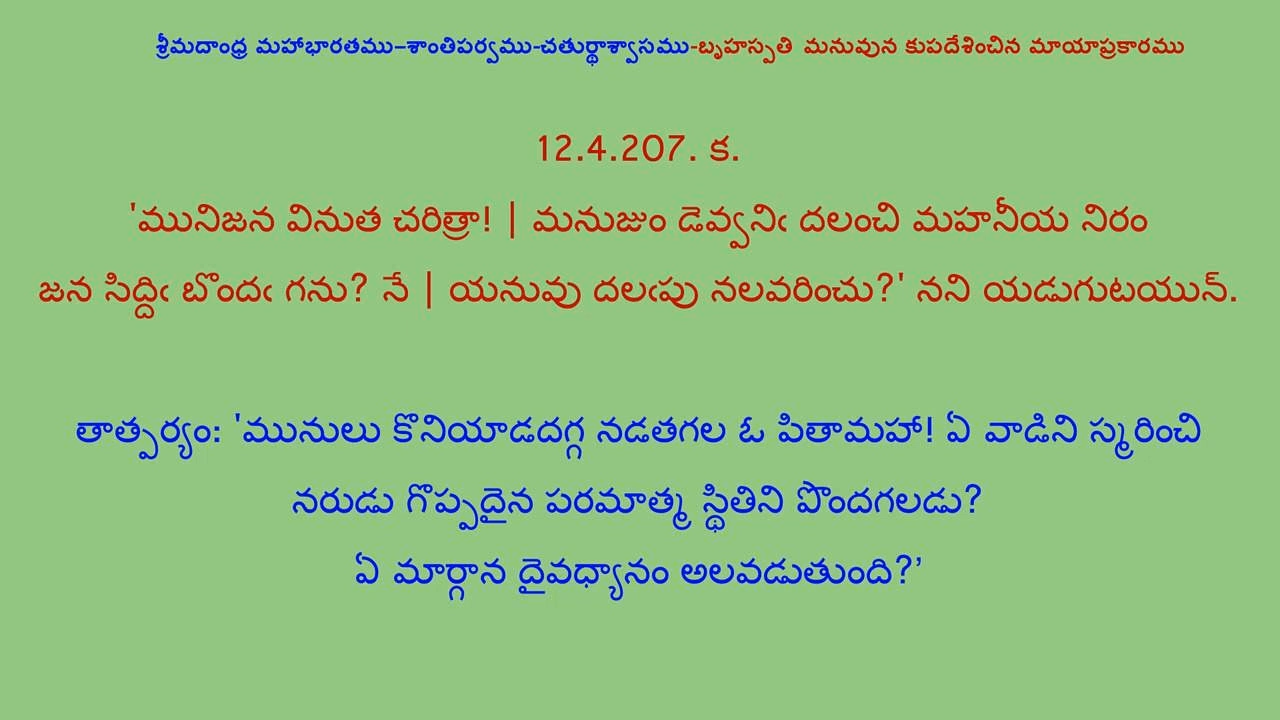 శ్రీమదాంధ్ర మహాభారతము–శాంతిపర్వము-చతుర్థాశ్వాసము-బృహస్పతి మనువున కుపదేశించిన మాయాప్రకారము
12.4.207. క.
'మునిజన వినుత చరిత్రా! | మనుజుం డెవ్వనిఁ దలంచి మహనీయ నిరం
జన సిద్దిఁ బొందఁ గను? నే | యనువు దలఁపు నలవరించు?' నని యడుగుటయున్.
తాత్పర్యం: 'మునులు కొనియాడదగ్గ నడతగల ఓ పితామహా! ఏ వాడిని స్మరించి
నరుడు గొప్పదైన పరమాత్మ స్థితిని పొందగలడు?
ఏ మార్గాన దైవధ్యానం అలవడుతుంది?’